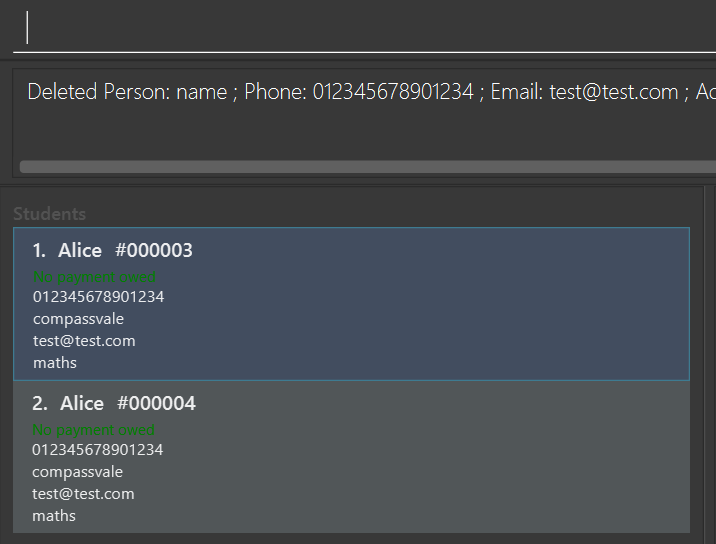 Deleted Person: name ; Phone: 012345678901234 ; Email: test@test.com ; Ac
Students
1. Alice #000003
No payment owed
012345678901234
compassvale
test@test.com
maths
2. Alice #000004
No payment owed
012345678901234
compassvale
test@test.com
maths